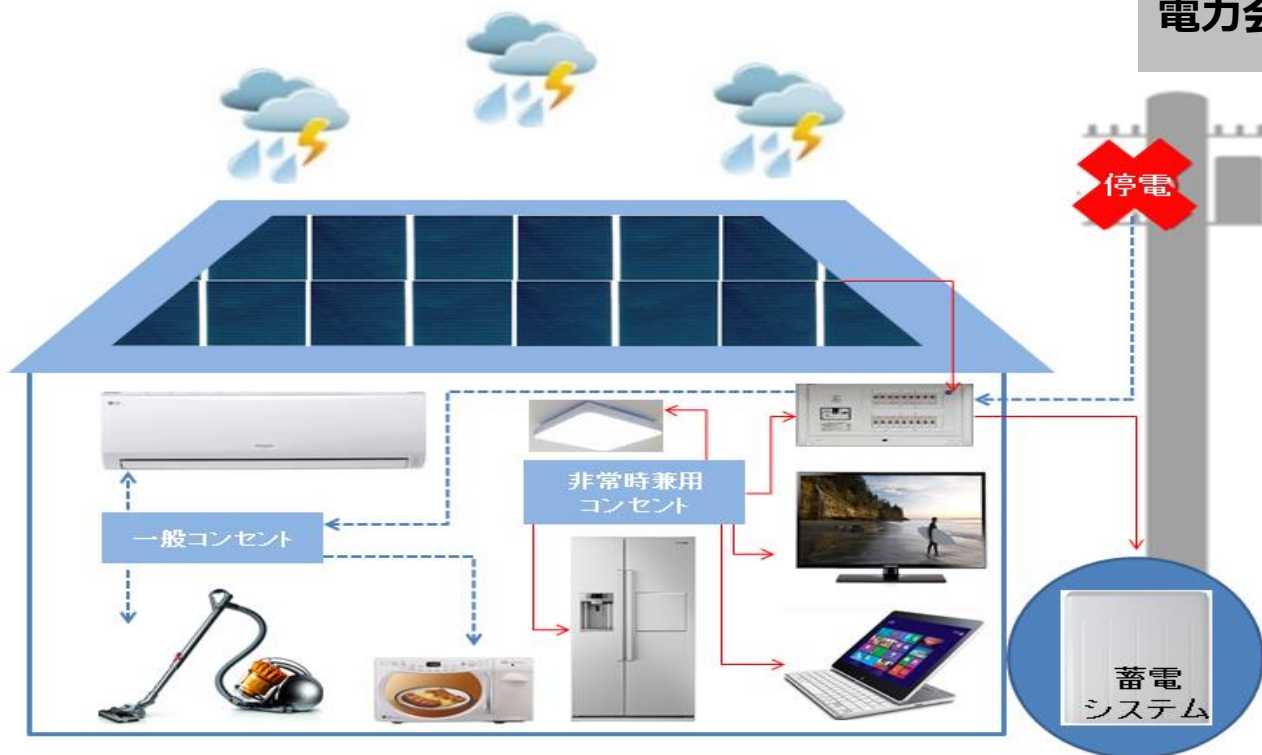 電力会
停電
非常時兼用
コンセント
一般コンセント
蓄電
システム